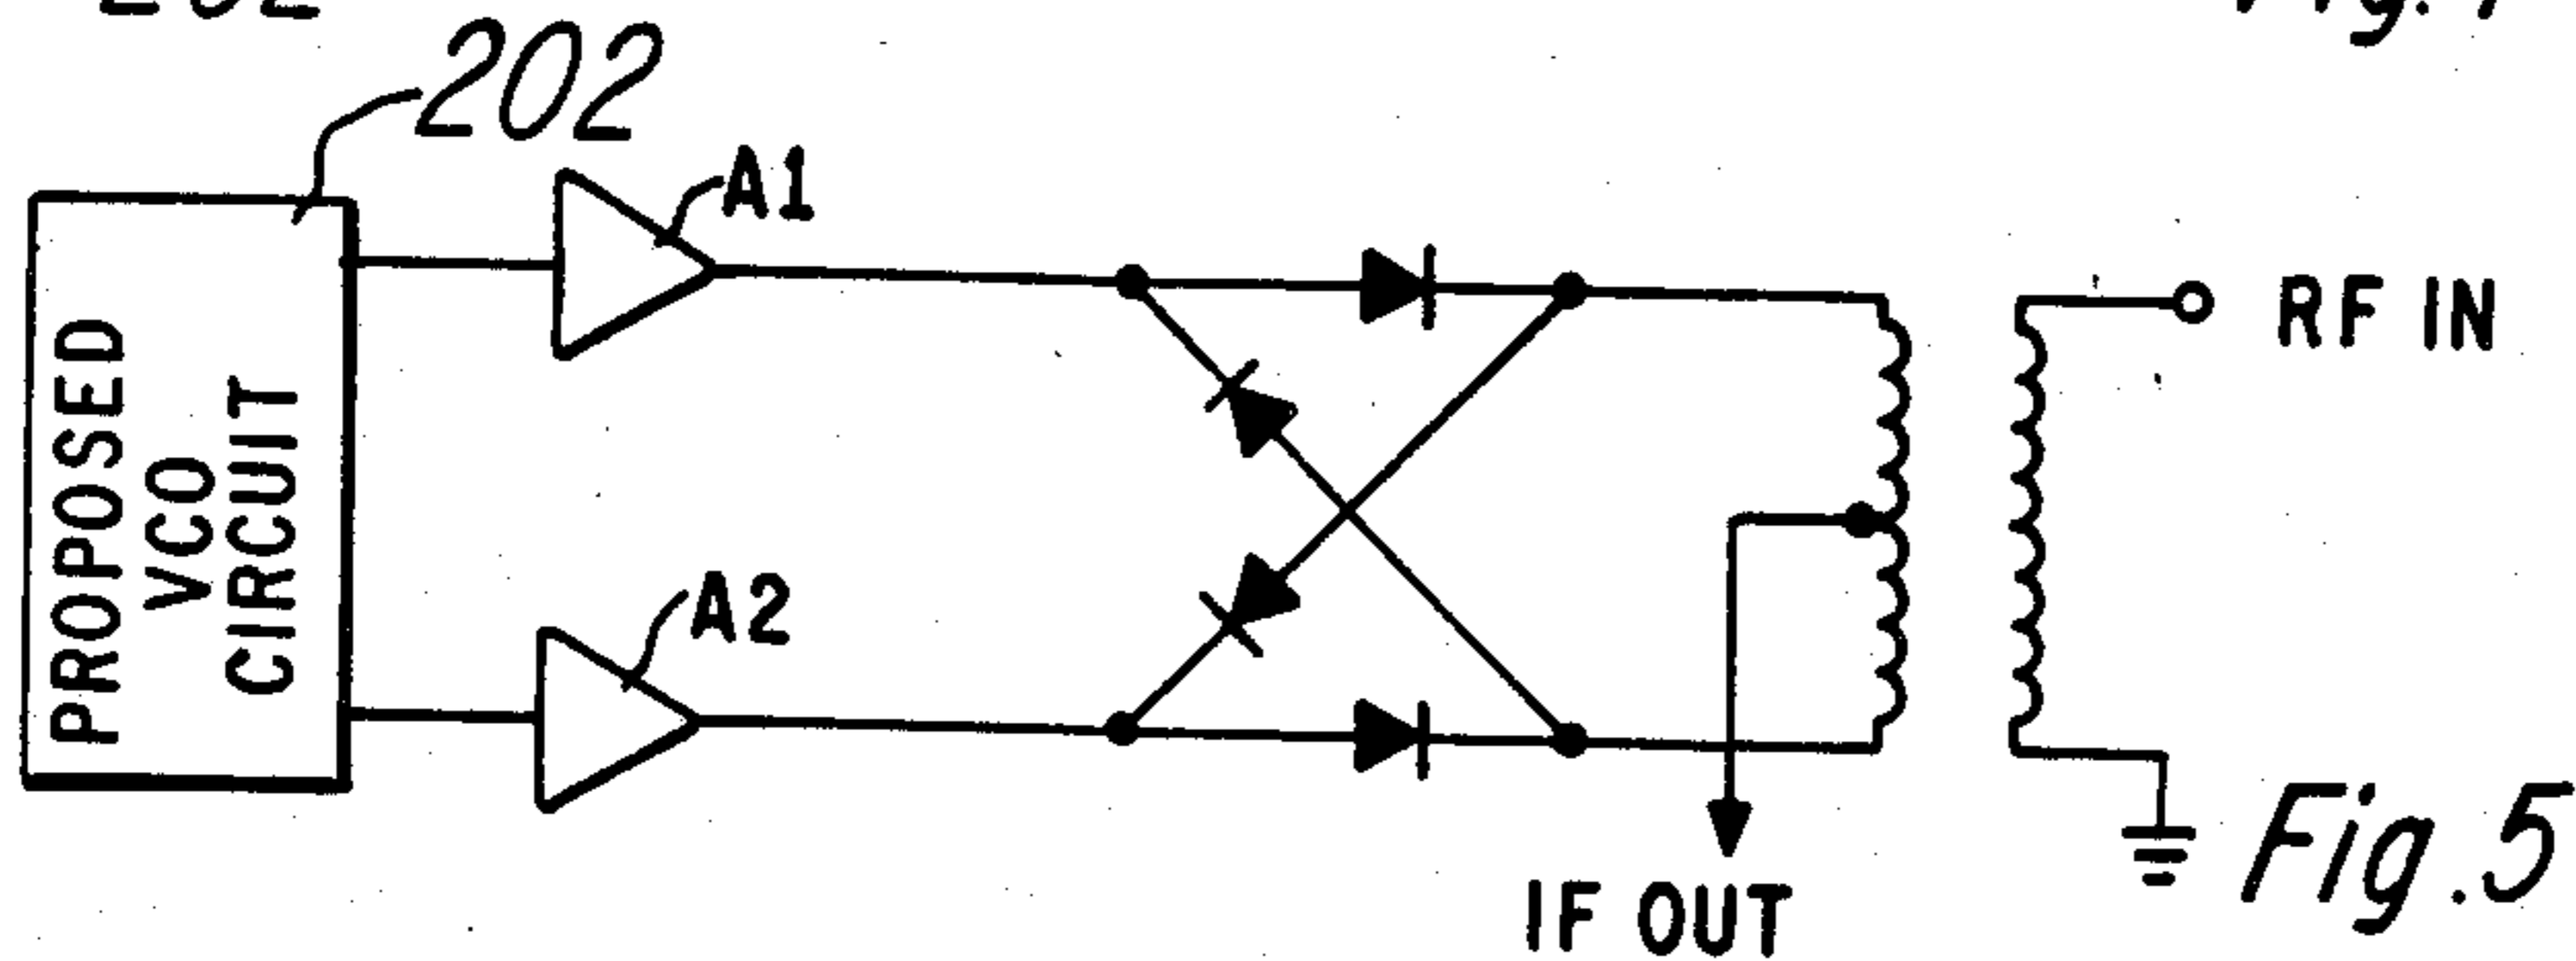 202
A1
PROPOSED
VCO
CIRCUIT
RF IN
A2
IF OUT
Fig.5